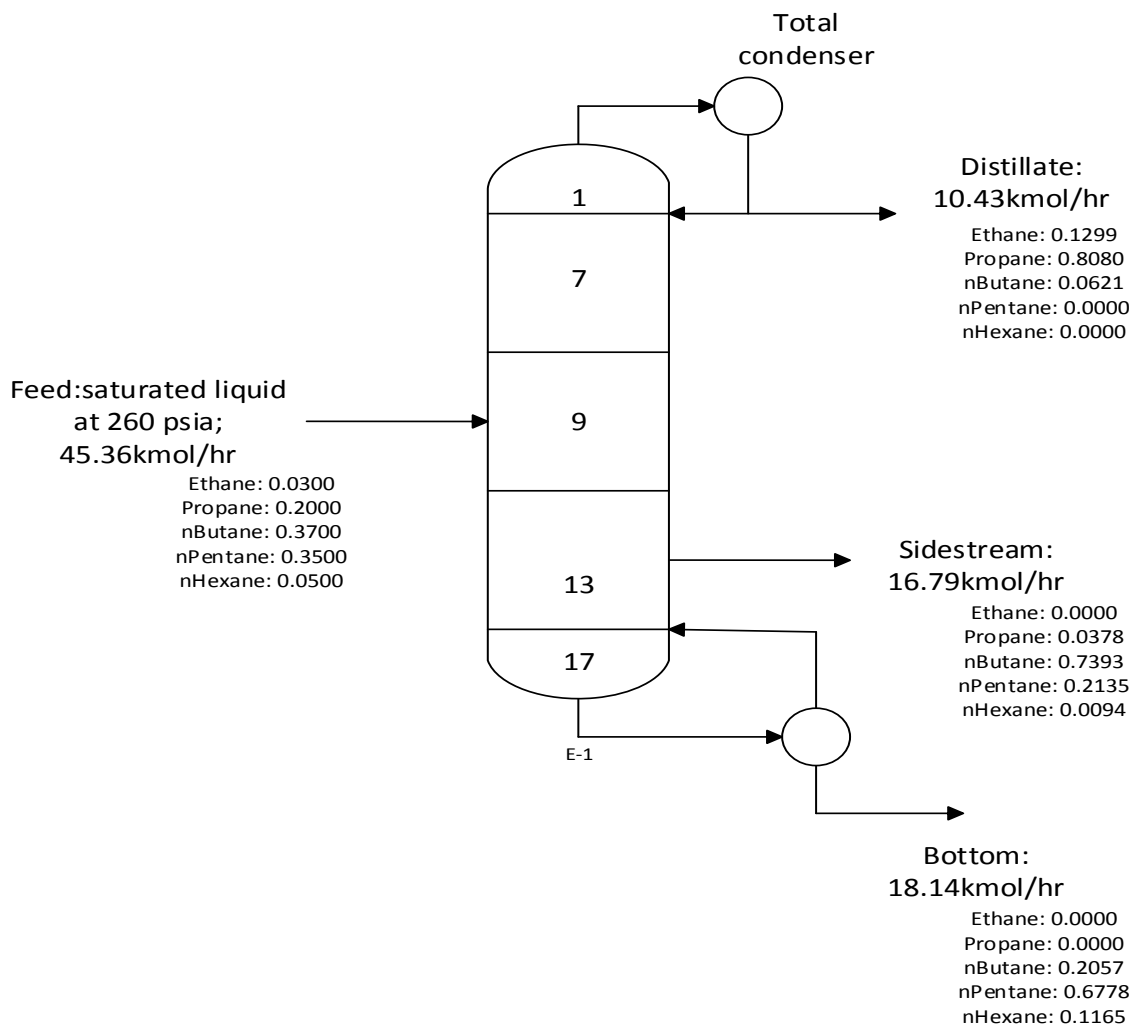 Total
condenser
1
Distillate:
10.43kmol/hr
Ethane: 0.1299
Propane: 0.8080
nButane: 0.0621
nPentane: 0.0000
nHexane: 0.0000
7
Feed:saturated liquid
at 260 psia;
45.36kmol/hr
Ethane: 0.0300
Propane: 0.2000
nButane: 0.3700
nPentane: 0.3500
nHexane: 0.0500
9
Sidestream:
16.79kmol/hr
Ethane: 0.0000
Propane: 0.0378
nButane: 0.7393
nPentane: 0.2135
nHexane: 0.0094
13
17
E-1
Bottom:
18.14kmol/hr
Ethane: 0.0000
Propane: 0.0000
nButane: 0.2057
nPentane: 0.6778
nHexane: 0.1165